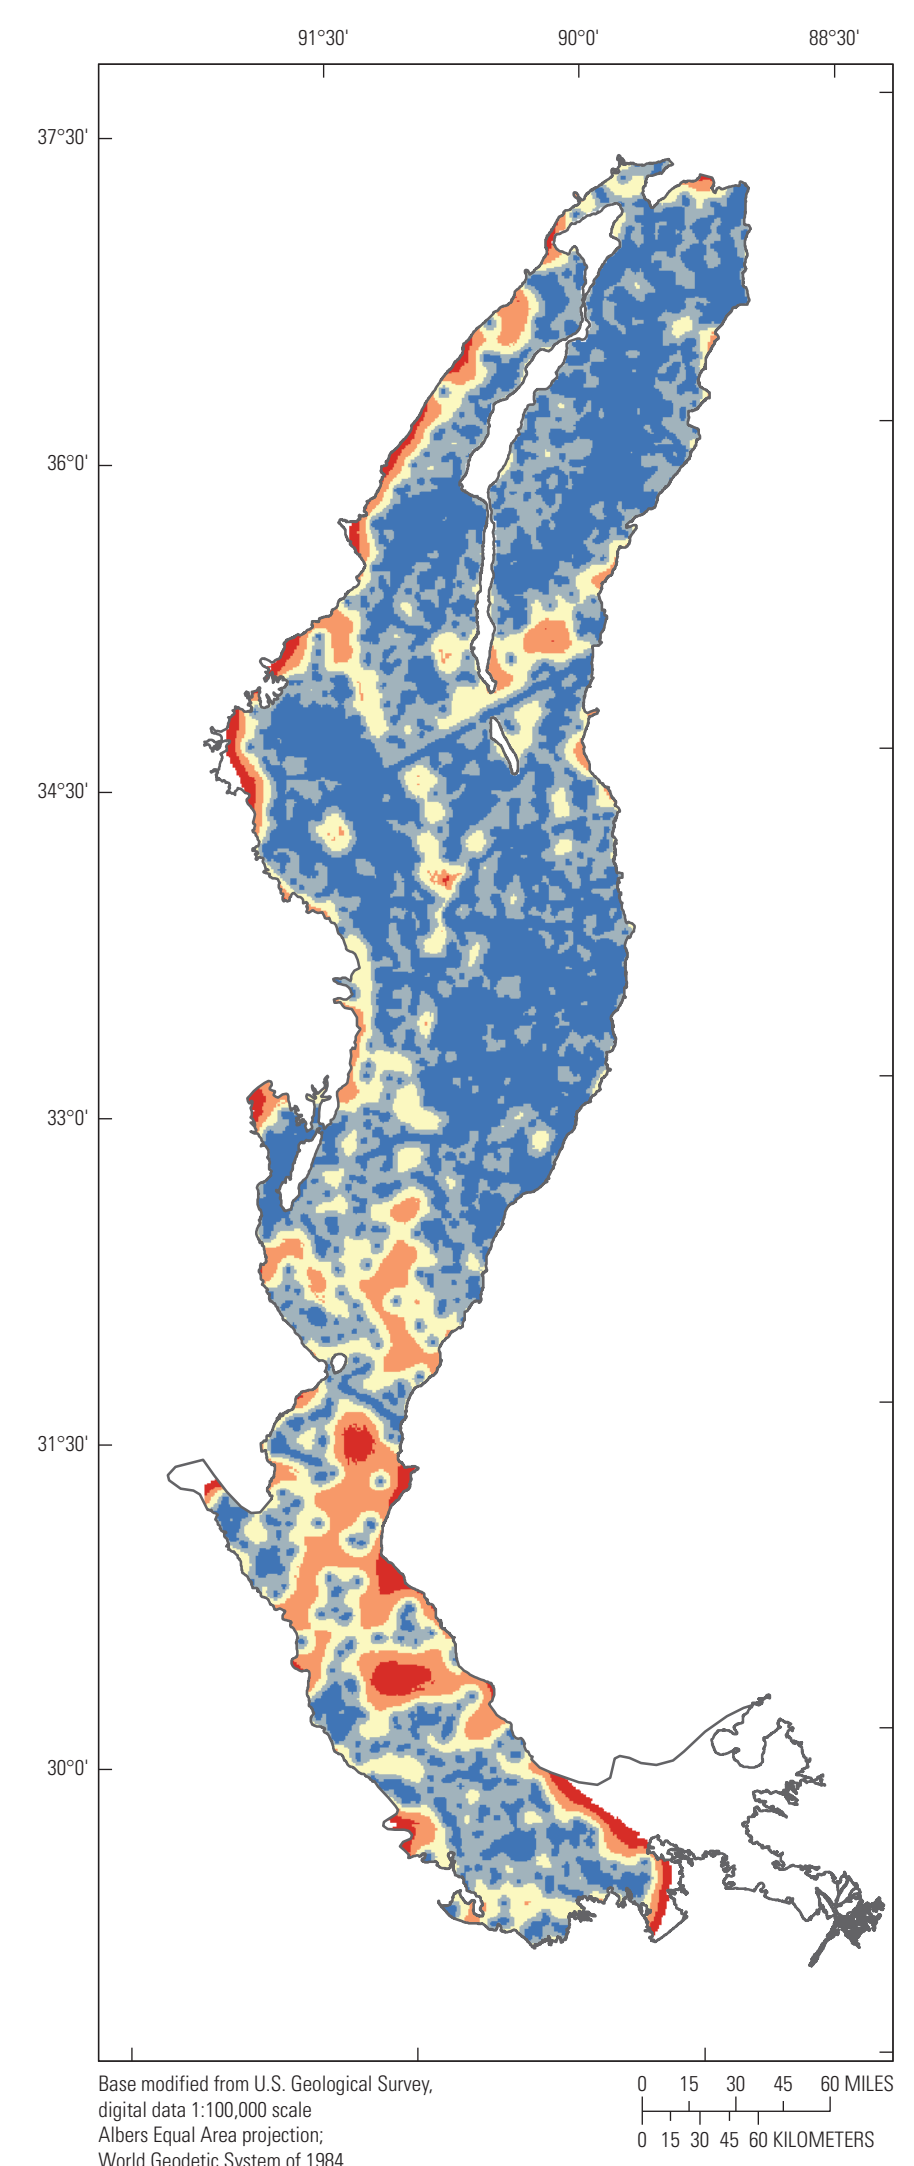 91°30' 90°0' 88°30'
37°30'
36°0'
34°30'
33°0'
31°30'
30°0'
Base modified from U.S. Geological Survey,
digital data 1:100,000 scale
Albers Equal Area projection;
World Geodetic System of 1984
0 15 30 45 60 MILES
0 15 30 45 60 KILOMETERS